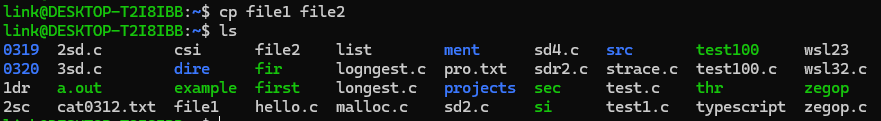 link@DESKTOP-T2I8IBB:~$ cp file1 file2
link@DESKTOP-T2I8IBB:~$ ls
0319 2sd.c csi file2 list ment sd4.c src test100 wsl23
0320 3sd.c dire fir logngest.c pro.txt sdr2.c strace.c test100.c wsl32.c
1dr a.out example first longest.c projects sec test.c thr zegop
2sc cat0312.txt file1 hello.c malloc.c sd2.c si test1.c typescript zegop.c